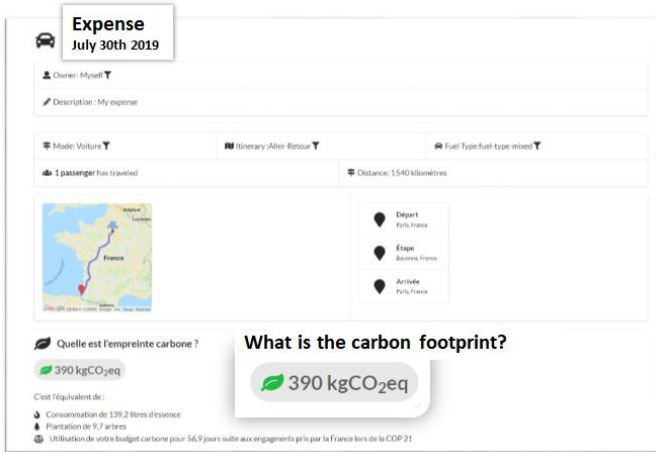 Expense
July 30th 2019
Owner: Myself
Description : My expense
Mode: Voiture
Itinerary :Aller-Retour
Fuel Type:fuel-type-mixed
1 passenger has traveled
Distance: 1540 kilomètres
France
Départ
Paris, France
Étape
Bayonne, France
Arrivée
Paris, France
Quelle est l'empreinte carbone ?
What is the carbon footprint?
390 kgCO₂eq
390 kgCO₂eq
C'est l'équivalent de :
Consommation de 139,2 litres d'essence
Plantation de 9,7 arbres
Utilisation de votre budget carbone pour 56,9 jours suite aux engagments pris par la France lors de la COP 21